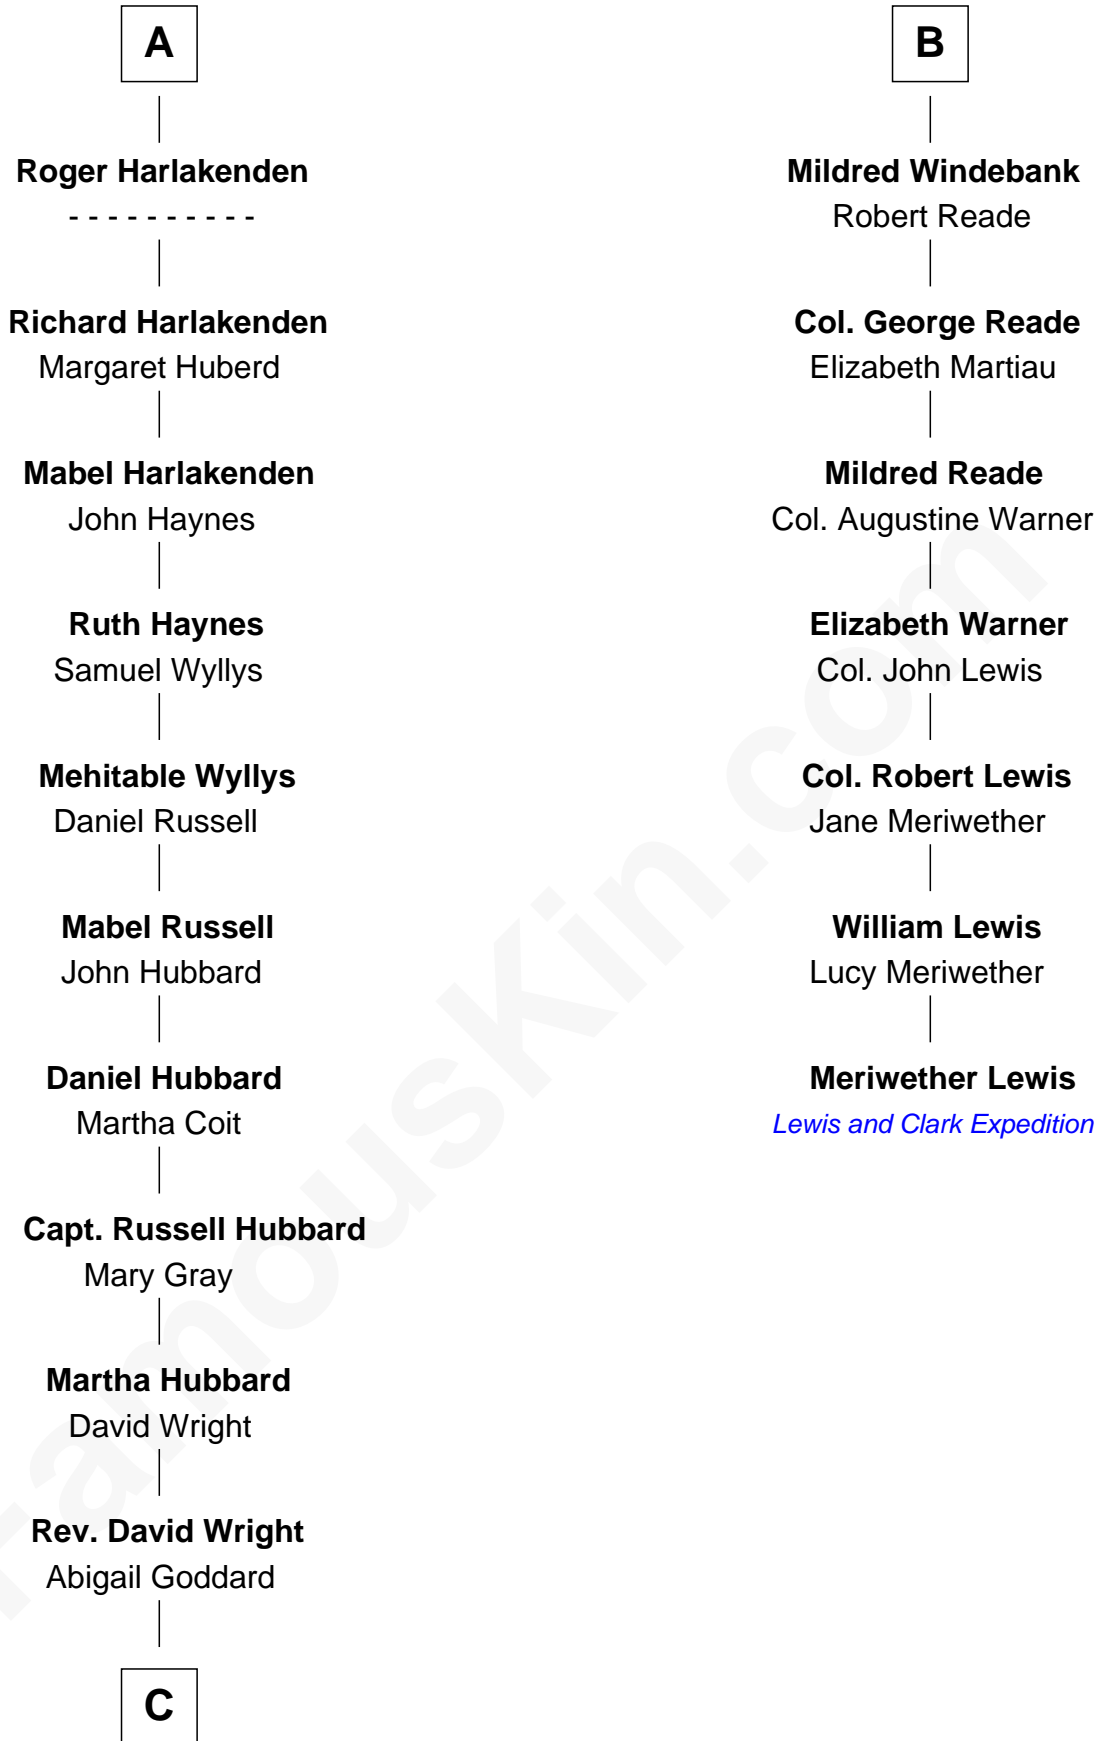 A
Roger Harlakenden
- - - - - - - - - -
Richard Harlakenden
Margaret Huberd
Mabel Harlakenden
John Haynes
Ruth Haynes
Samuel Wyllys
Mehitable Wyllys
Daniel Russell
Mabel Russell
John Hubbard
Daniel Hubbard
Martha Coit
Capt. Russell Hubbard
Mary Gray
Martha Hubbard
David Wright
Rev. David Wright
Abigail Goddard
C
B
Mildred Windebank
Robert Reade
Col. George Reade
Elizabeth Martiau
Mildred Reade
Col. Augustine Warner
Elizabeth Warner
Col. John Lewis
Col. Robert Lewis
Jane Meriwether
William Lewis
Lucy Meriwether
Meriwether Lewis
Lewis and Clark Expedition
FamousKin.com